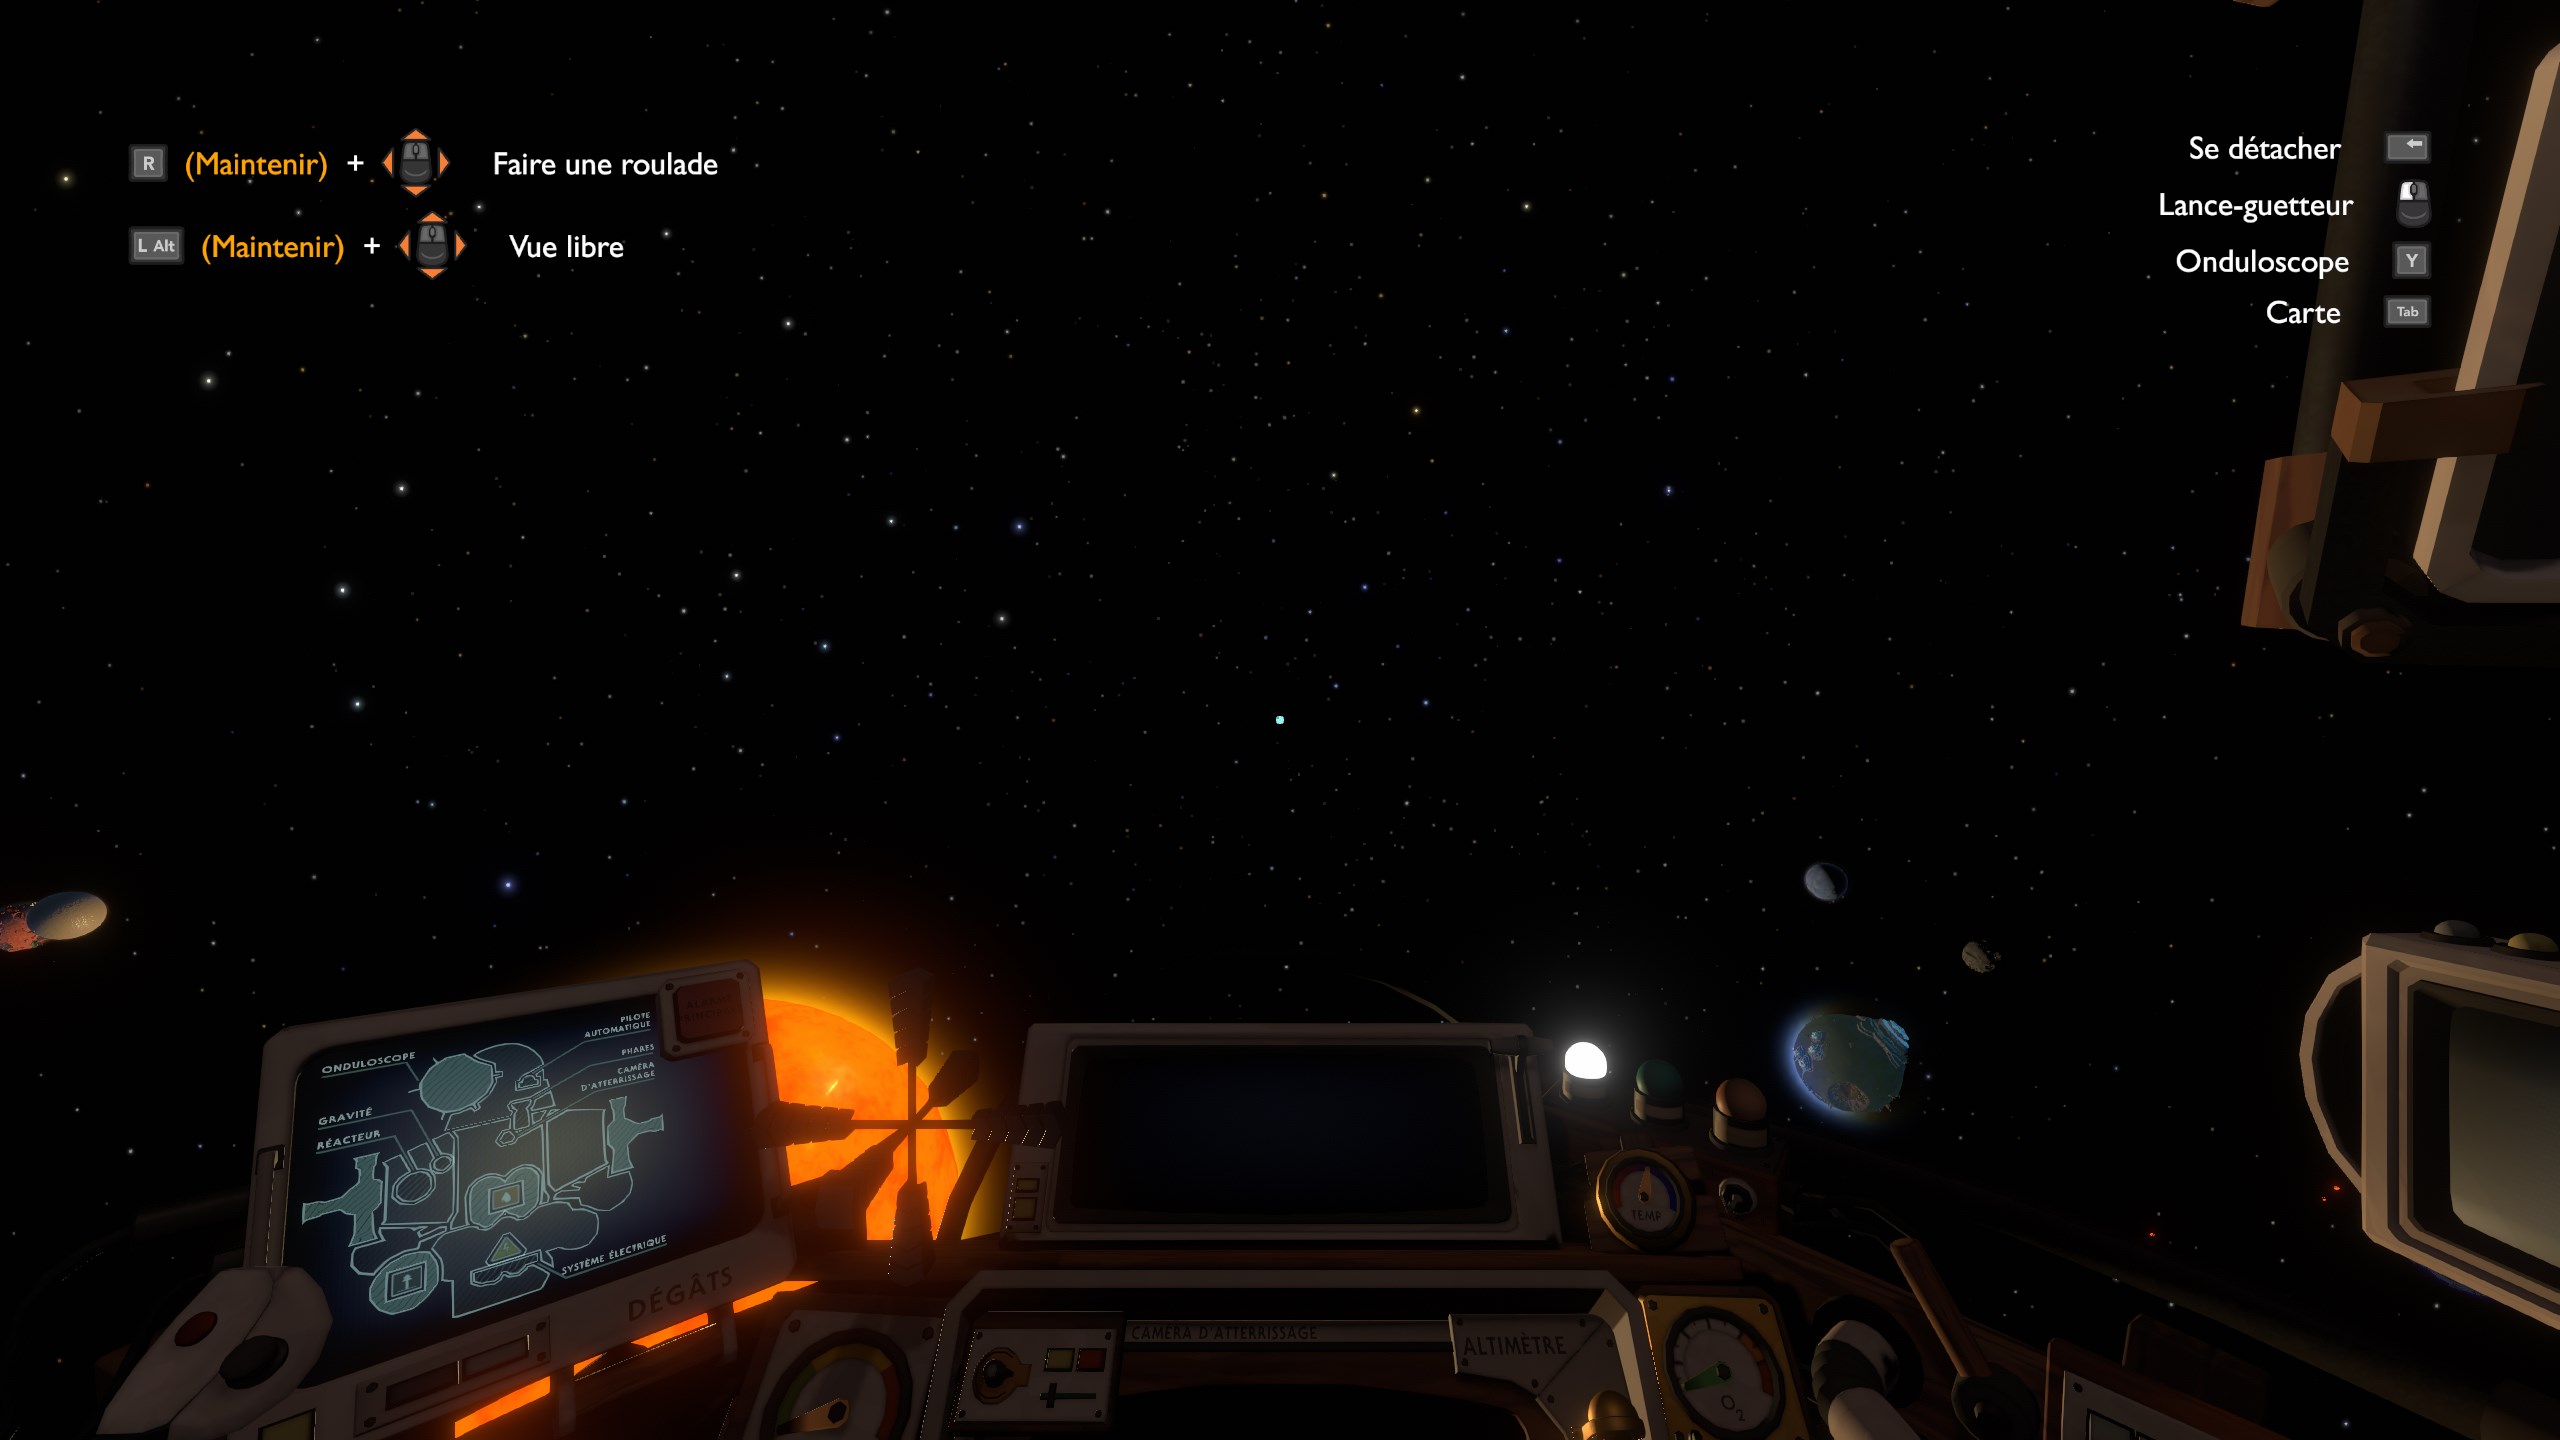 R (Maintenir) + Faire une roulade
L Alt (Maintenir) + Vue libre
Se détacher
Lance-guetteur
Onduloscope Y
Carte Tab
ONDULOSCOPE
GRAVITÉ
RÉACTEUR
PILOTE
AUTOMATIQUE
PHARES
CAMÉRA
D'ATTERRISSAGE
SYSTÈME ÉLECTRIQUE
DÉGÂTS
TEMP
CAMÉRA D'ATTERRISSAGE
ALTIMÈTRE
O2